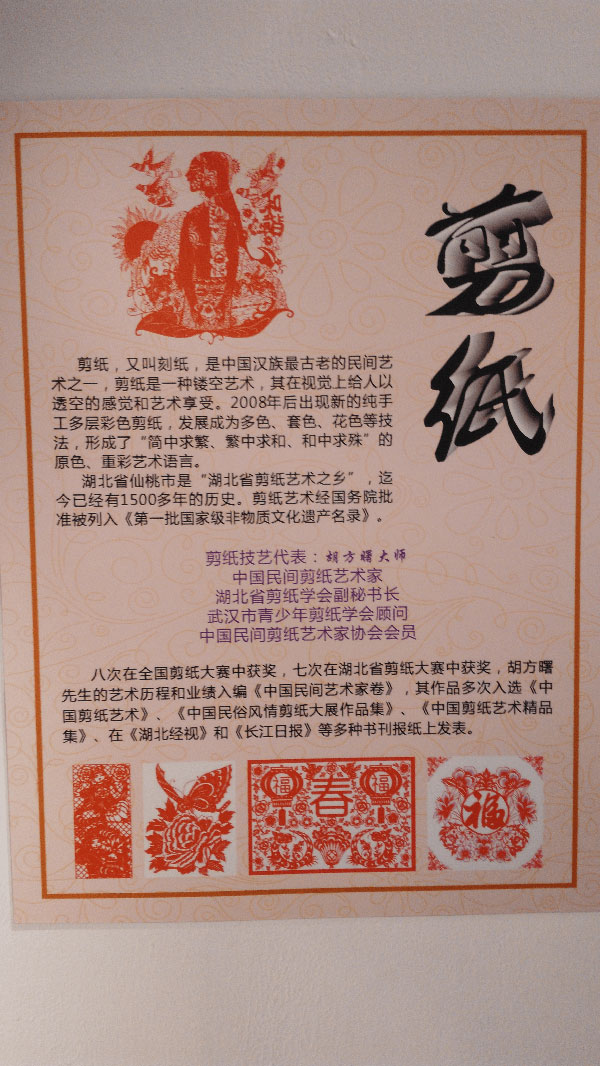 剪纸
剪纸，又叫刻纸，是中国汉族最古老的民间艺
术之一，剪纸是一种镂空艺术，其在视觉上给人以
透空的感觉和艺术享受。2008年后出现新的纯手
工多层彩色剪纸，发展成为多色、套色、花色等技
法，形成了“简中求繁、繁中求和、和中求殊”的
原色、重彩艺术语言。
湖北省仙桃市是“湖北省剪纸艺术之乡”，迄
今已经有1500多年的历史。剪纸艺术经国务院批
准被列入《第一批国家级非物质文化遗产名录》。
剪纸技艺代表：胡方曙大师
中国民间剪纸艺术家
湖北省剪纸学会副秘书长
武汉市青少年剪纸学会顾问
中国民间剪纸艺术家协会会员
八次在全国剪纸大赛中获奖，七次在湖北省剪纸大赛中获奖，胡方曙
先生的艺术历程和业绩入编《中国民间艺术家卷》，其作品多次入选《中
国剪纸艺术》、《中国民俗风情剪纸大展作品集》、《中国剪纸艺术精品
集》、在《湖北经视》和《长江日报》等多种书刊报纸上发表。
福 春 福
福